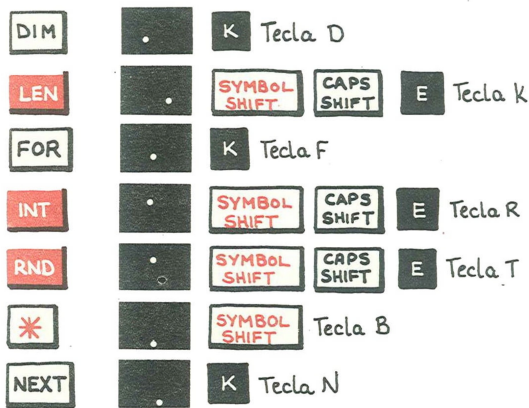 DIM K Tecla D
LEN SYMBOL SHIFT CAPS SHIFT E Tecla K
FOR K Tecla F
INT SYMBOL SHIFT CAPS SHIFT E Tecla R
RND SYMBOL SHIFT CAPS SHIFT E Tecla T
* SYMBOL SHIFT Tecla B
NEXT K Tecla N